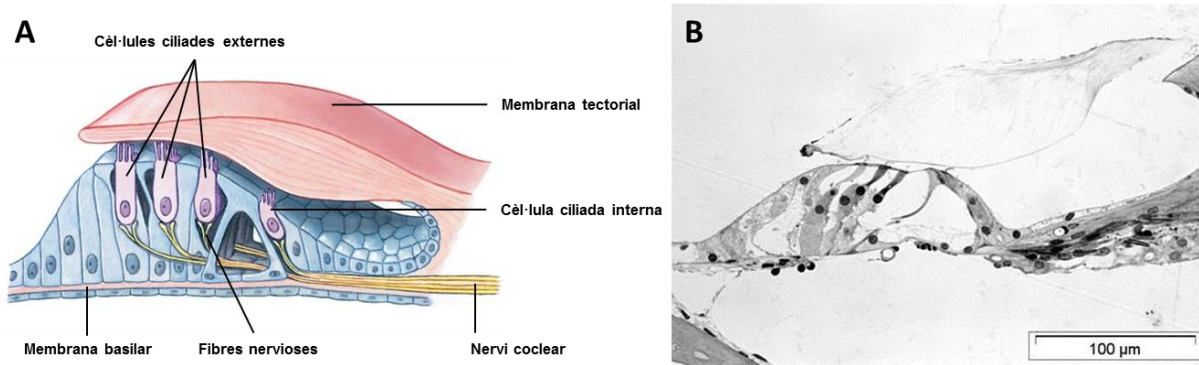 A
Cèl·lules ciliades externes
Membrana tectorial
Cèl·lula ciliada interna
Membrana basilar
Fibres nervioses
Nervi coclear
B
100 µm